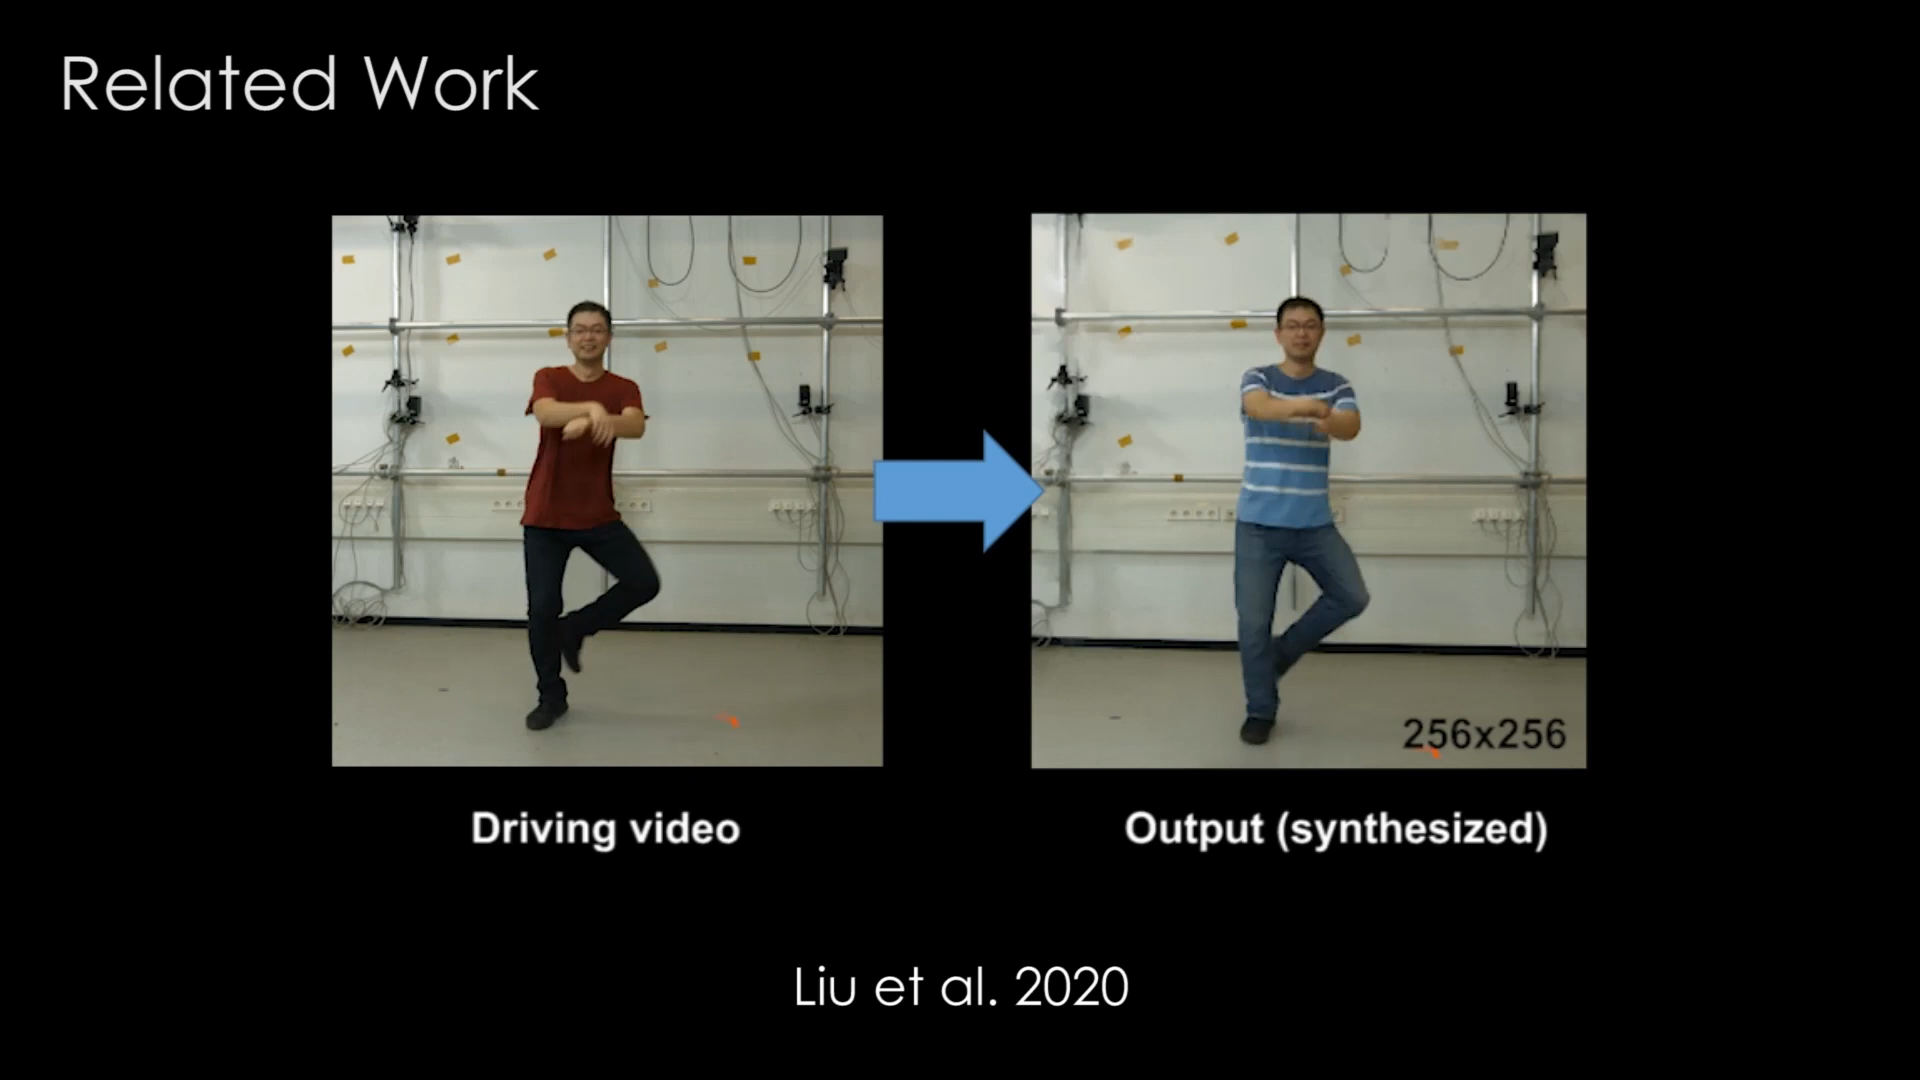 Related Work
256x256
Driving video
Output (synthesized)
Liu et al. 2020